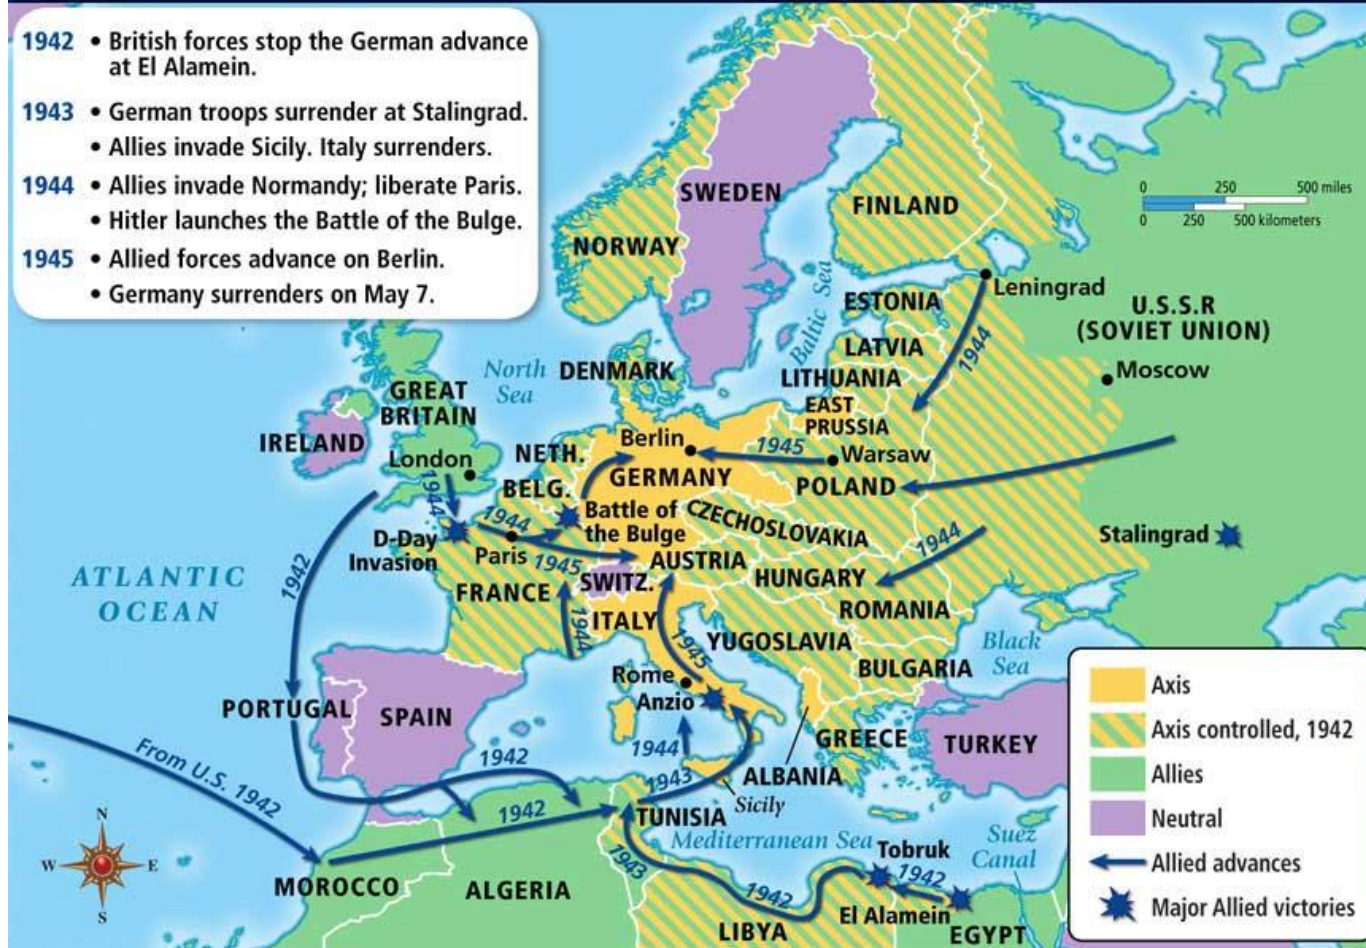 1942 • British forces stop the German advance
at El Alamein.
1943 • German troops surrender at Stalingrad.
• Allies invade Sicily. Italy surrenders.
1944 • Allies invade Normandy; liberate Paris.
• Hitler launches the Battle of the Bulge.
1945 • Allied forces advance on Berlin.
• Germany surrenders on May 7.
0 250 500 miles
0 250 500 kilometers
SWEDEN
FINLAND
NORWAY
Leningrad
ESTONIA
U.S.S.R
(SOVIET UNION)
Baltic Sea
LATVIA
1944
North
Sea
DENMARK
LITHUANIA
Moscow
GREAT
BRITAIN
EAST
PRUSSIA
IRELAND
Berlin
1945
Warsaw
London
NETH.
GERMANY
POLAND
BELG.
1944
1944
Battle of
the Bulge
CZECHOSLOVAKIA
D-Day
Invasion
Paris
1945
AUSTRIA
1944
Stalingrad
ATLANTIC
OCEAN
1942
FRANCE
SWITZ.
HUNGARY
1944
ITALY
ROMANIA
1945
YUGOSLAVIA
Black
Sea
BULGARIA
Rome
Anzio
PORTUGAL
SPAIN
GREECE
TURKEY
From U.S. 1942
1942
1944
1943
ALBANIA
Sicily
1942
TUNISIA
Mediterranean Sea
Suez
Canal
Tobruk
1943
1942
1942
MOROCCO
ALGERIA
LIBYA
El Alamein
EGYPT
N
W E
S
Axis
Axis controlled, 1942
Allies
Neutral
Allied advances
Major Allied victories